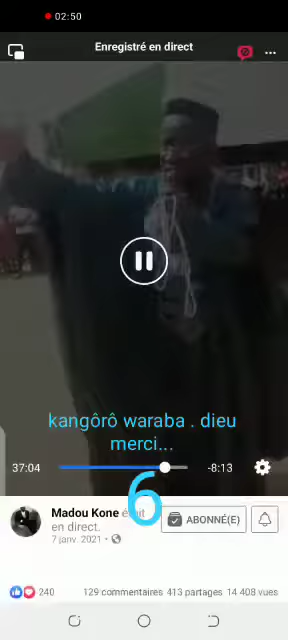 02:50
Enregistré en direct
kangôrô waraba . dieu
merci...
37:04
-8:13
6
Madou Kone était
en direct.
7 janv. 2021
ABONNÉ(E)
240
129 commentaires 413 partages 14 408 vues